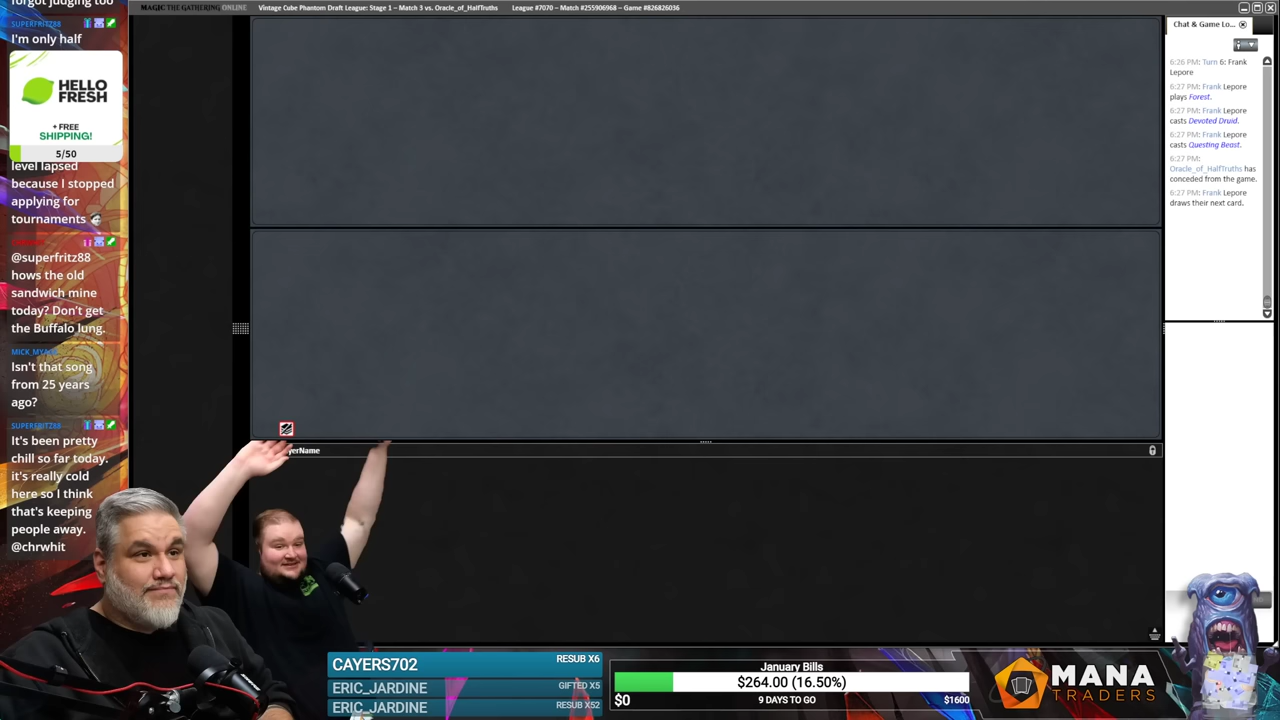 forgot judging too
SUPERFRITZ88
I'm only half
HELLO
FRESH
+ FREE
SHIPPING!
5/50
level lapsed
because I stopped
applying for
tournaments
@superfritz88
hows the old
sandwich mine
today? Don't get
the Buffalo lung.
Isn't that song
from 25 years
ago?
SUPERFRITZ88
It's been pretty
chill so far today.
it's really cold
here so I think
that's keeping
people away.
@chrwhit
MAGIC THE GATHERING ONLINE
Vintage Cube Phantom Draft League: Stage 1 – Match 3 vs. Oracle_of_HalfTruths
League #7070 – Match #255906968 – Game #826826036
Chat & Game Lo...
6:26 PM: Turn 6: Frank
Lepore
6:27 PM: Frank Lepore
plays Forest.
6:27 PM: Frank Lepore
casts Devoted Druid.
6:27 PM: Frank Lepore
casts Questing Beast.
6:27 PM:
Oracle_of_HalfTruths has
conceded from the game.
6:27 PM: Frank Lepore
draws their next card.
yerName
CAYERS702
RESUB X6
ERIC_JARDINE
GIFTED X5
ERIC_JARDINE
RESUB X52
January Bills
$264.00 (16.50%)
$0
9 DAYS TO GO
$1600
MANA
TRADERS